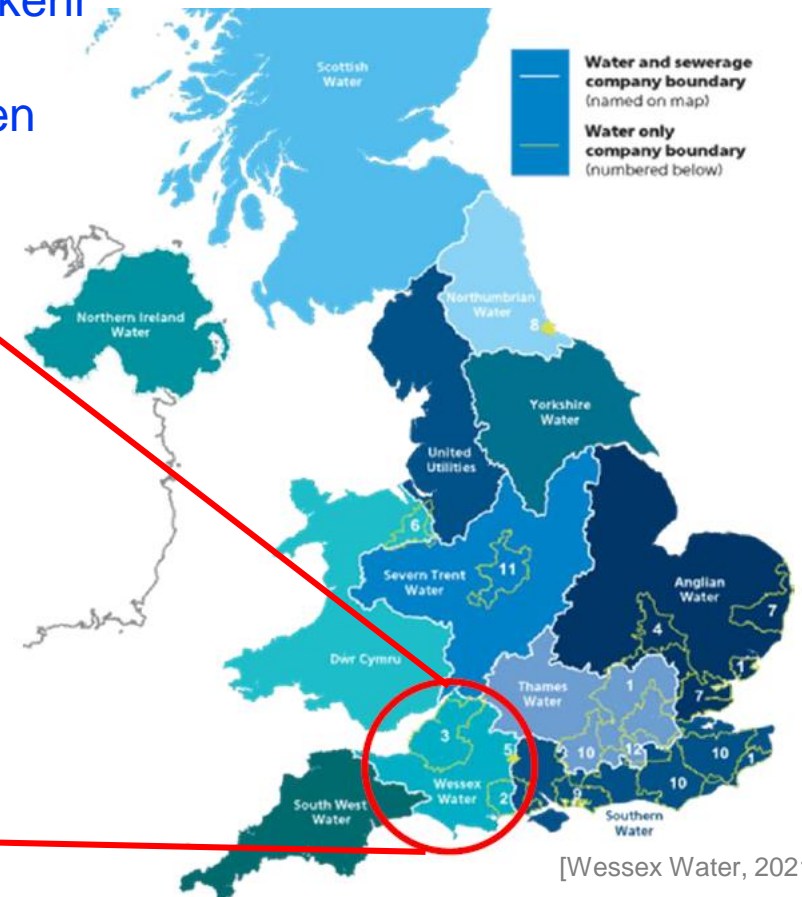 kehr
en
Water and sewerage
company boundary
(named on map)
Water only
company boundary
(numbered below)
Scottish
Water
Northern Ireland
Water
Northumbrian
Water
8
Yorkshire
Water
United
Utilities
6
Severn Trent
Water
11
Anglian
Water
7
4
1
Dŵr Cymru
Thames
Water
1
7
3
5
10
12
10
1
Wessex
Water
2
9
10
South West
Water
Southern
Water
[Wessex Water, 202